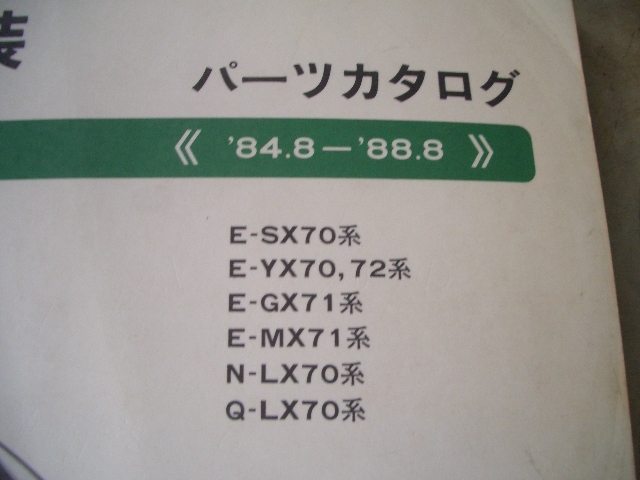 装
パーツカタログ
《 '84.8－'88.8 》
E-SX70系
E-YX70,72系
E-GX71系
E-MX71系
N-LX70系
Q-LX70系